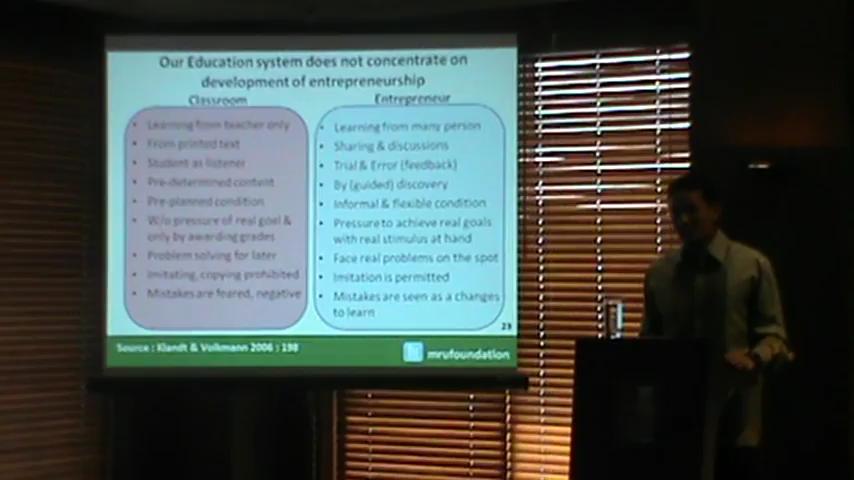 Our Education system does not concentrate on
development of entrepreneurship
Classroom
• Learning from teacher only
• From printed text
• Student as listener
• Pre-determined content
• Pre-planned condition
• W/o pressure of real goal &
only by awarding grades
• Problem solving for later
• Imitating, copying prohibited
• Mistakes are feared, negative
Entrepreneur
• Learning from many person
• Sharing & discussions
• Trial & Error (feedback)
• By (guided) discovery
• Informal & flexible condition
• Pressure to achieve real goals
with real stimulus at hand
• Face real problems on the spot
• Imitation is permitted
• Mistakes are seen as a changes
to learn
23
Source : Klandt & Volkmann 2006 : 198
mrufoundation